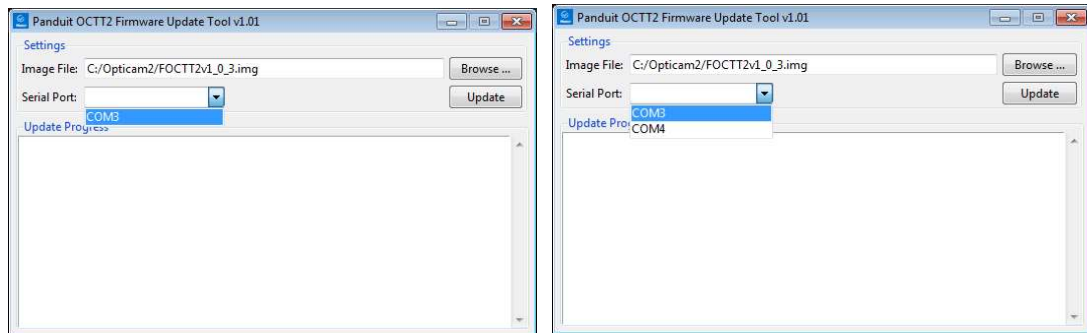 Panduit OCTT2 Firmware Update Tool v1.01
Settings
Image File: C:/Opticam2/FOCTT2v1_0_3.img Browse ...
Serial Port: Update
COM3
Update Progress
Panduit OCTT2 Firmware Update Tool v1.01
Settings
Image File: C:/Opticam2/FOCTT2v1_0_3.img Browse ...
Serial Port: Update
COM3
Update Pro
COM4